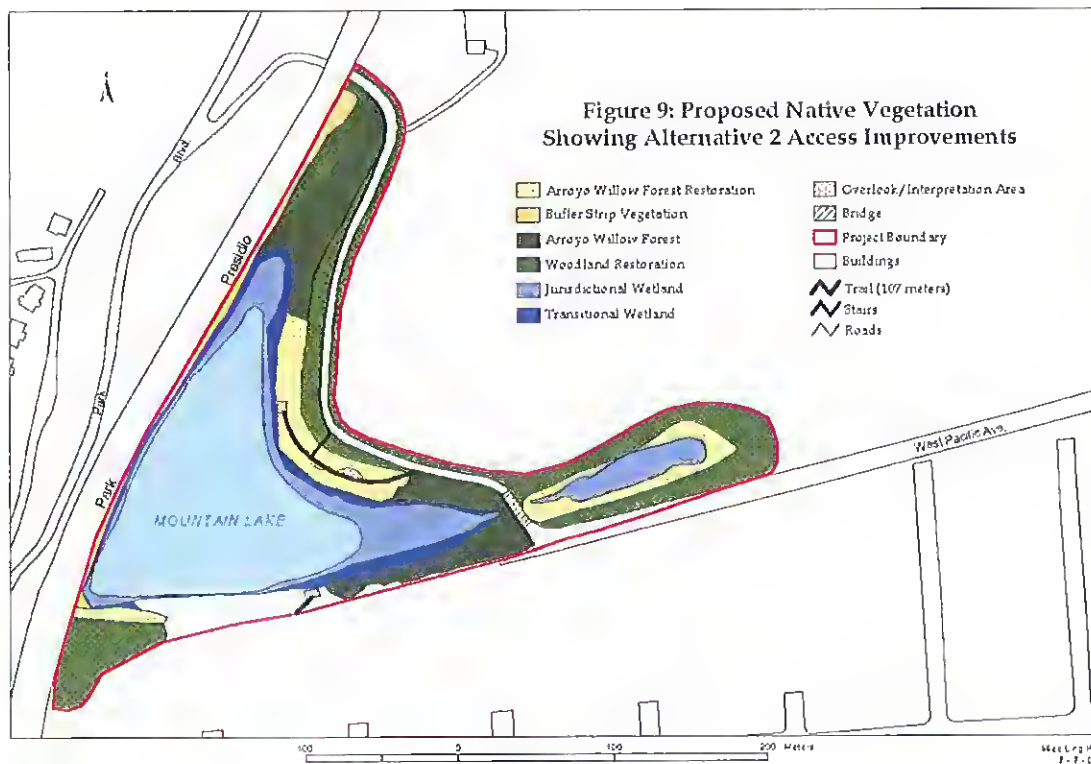 Figure 9: Proposed Native Vegetation
Showing Alternative 2 Access Improvements
Arroyo Willow Forest Restoration
Buffer Strip Vegetation
Arroyo Willow Forest
Woodland Restoration
Jurisdictional Wetland
Transitional Wetland
Overlook/Interpretation Area
Bridge
Project Boundary
Buildings
Trail (107 meters)
Stairs
Roads
Blvd.
Presidio
Park
Park
West Pacific Ave.
MOUNTAIN LAKE
100 0 100 200 Meters